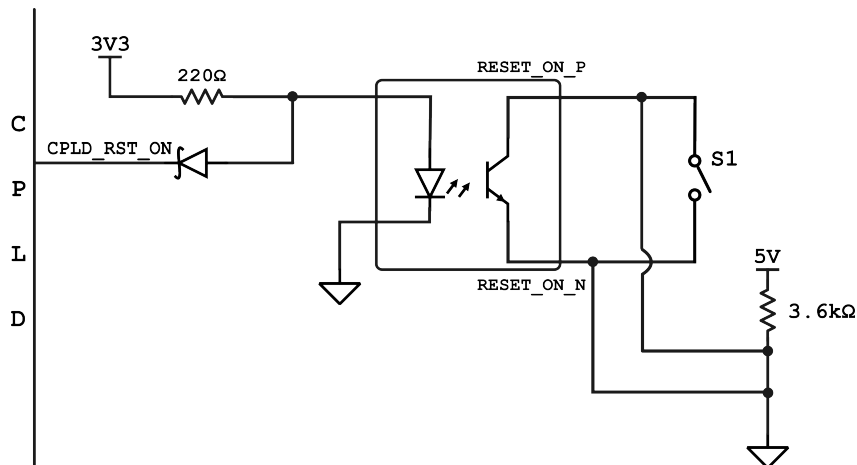 3V3
220Ω
RESET_ON_P
C
CPLD_RST_ON
P
S1
L
5V
RESET_ON_N
3.6kΩ
D